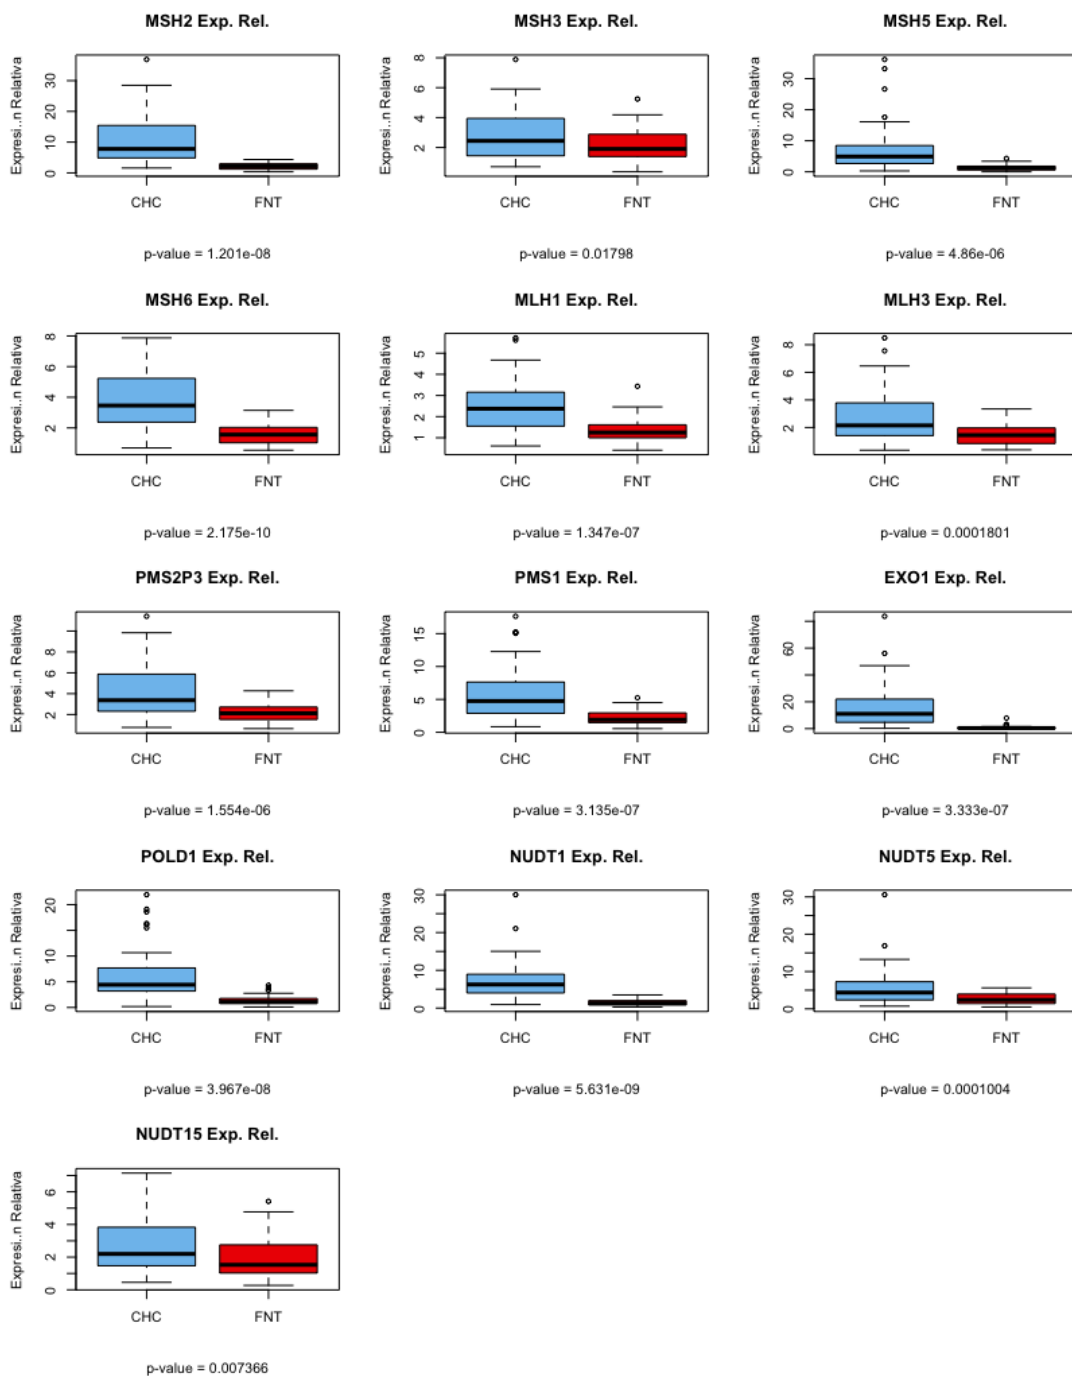 MSH2 Exp. Rel.
Expresi..n Relativa
0 10 20 30
CHC FNT
p-value = 1.201e-08
MSH3 Exp. Rel.
Expresi..n Relativa
2 4 6 8
CHC FNT
p-value = 0.01798
MSH5 Exp. Rel.
Expresi..n Relativa
0 10 20 30
CHC FNT
p-value = 4.86e-06
MSH6 Exp. Rel.
Expresi..n Relativa
2 4 6 8
CHC FNT
p-value = 2.175e-10
MLH1 Exp. Rel.
Expresi..n Relativa
1 2 3 4 5
CHC FNT
p-value = 1.347e-07
MLH3 Exp. Rel.
Expresi..n Relativa
2 4 6 8
CHC FNT
p-value = 0.0001801
PMS2P3 Exp. Rel.
Expresi..n Relativa
2 4 6 8
CHC FNT
p-value = 1.554e-06
PMS1 Exp. Rel.
Expresi..n Relativa
0 5 10 15
CHC FNT
p-value = 3.135e-07
EXO1 Exp. Rel.
Expresi..n Relativa
0 20 60
CHC FNT
p-value = 3.333e-07
POLD1 Exp. Rel.
Expresi..n Relativa
0 5 10 20
CHC FNT
p-value = 3.967e-08
NUDT1 Exp. Rel.
Expresi..n Relativa
0 10 20 30
CHC FNT
p-value = 5.631e-09
NUDT5 Exp. Rel.
Expresi..n Relativa
0 10 20 30
CHC FNT
p-value = 0.0001004
NUDT15 Exp. Rel.
Expresi..n Relativa
0 2 4 6
CHC FNT
p-value = 0.007366